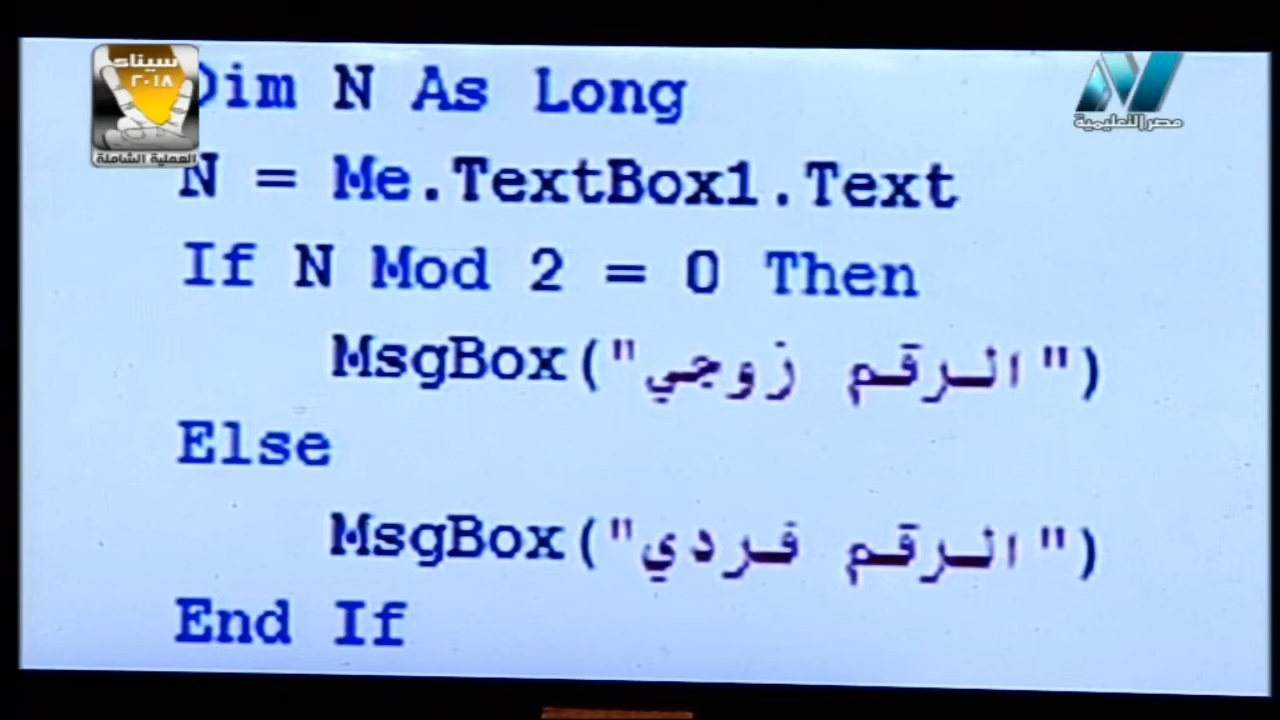 سيناء
٢٠١٨
العملية الشاملة
مصر التعليمية
Dim N As Long
N = Me.TextBox1.Text
If N Mod 2 = 0 Then
MsgBox("الرقم زوجي")
Else
MsgBox("الرقم فردي")
End If